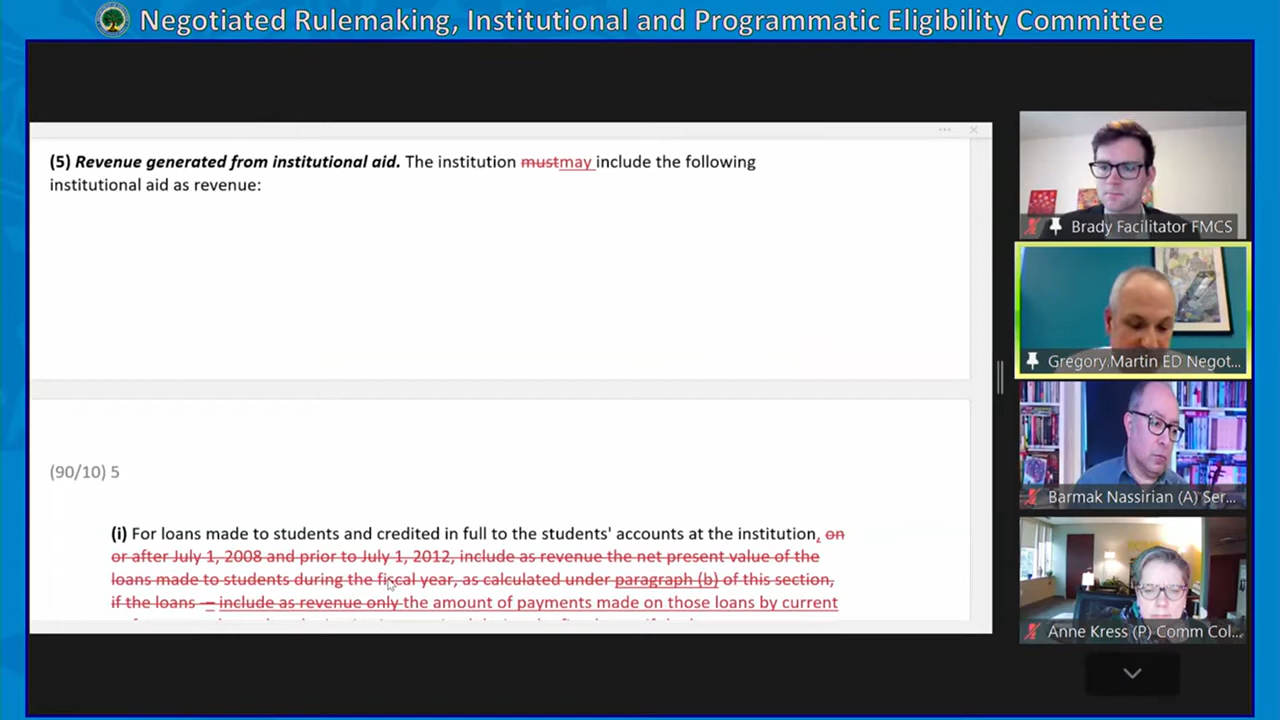 Negotiated Rulemaking, Institutional and Programmatic Eligibility Committee
(5) Revenue generated from institutional aid. The institution mustmay include the following
institutional aid as revenue:
(90/10) 5
(i) For loans made to students and credited in full to the students' accounts at the institution, on
or after July 1, 2008 and prior to July 1, 2012, include as revenue the net present value of the
loans made to students during the fiscal year, as calculated under paragraph (b) of this section,
if the loans -- include as revenue only the amount of payments made on those loans by current
Brady Facilitator FMCS
Gregory.Martin ED Negot...
Barmak Nassirian (A) Ser...
Anne Kress (P) Comm Col...